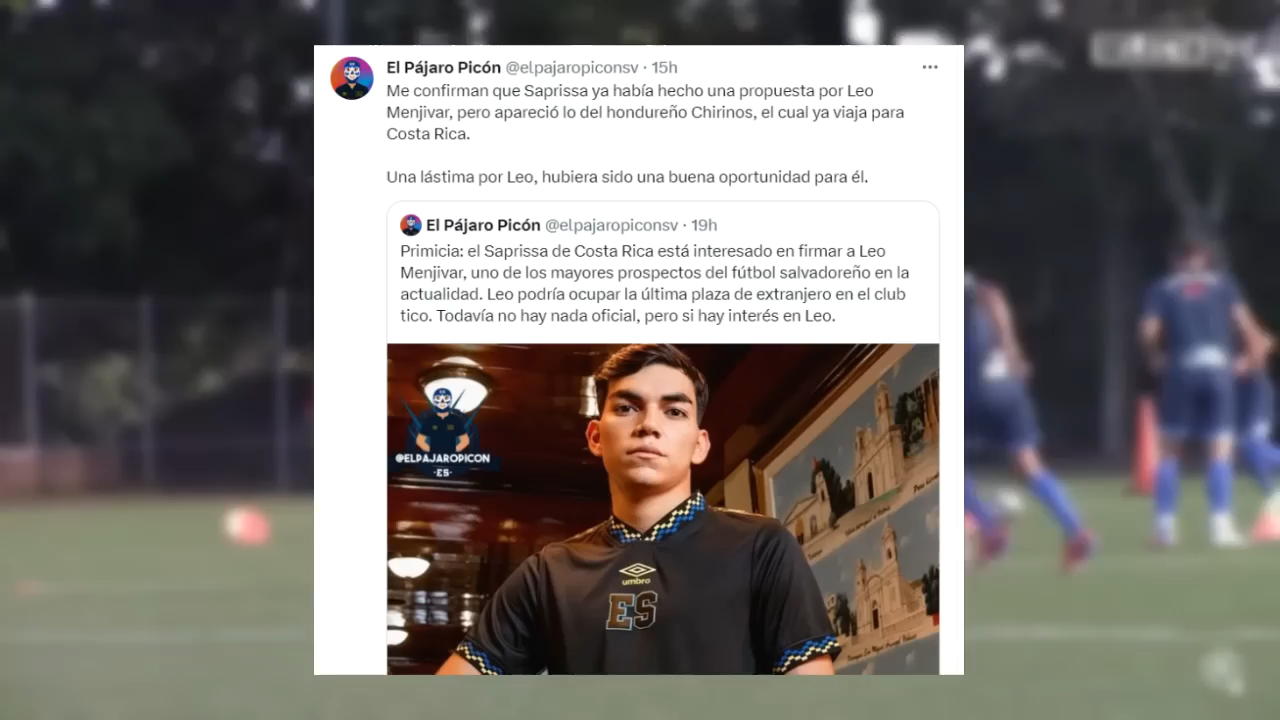 El Pájaro Picón @elpajaropiconsv · 15h
Me confirman que Saprissa ya había hecho una propuesta por Leo
Menjivar, pero apareció lo del hondureño Chirinos, el cual ya viaja para
Costa Rica.
Una lástima por Leo, hubiera sido una buena oportunidad para él.
El Pájaro Picón @elpajaropiconsv · 19h
Primicia: el Saprissa de Costa Rica está interesado en firmar a Leo
Menjivar, uno de los mayores prospectos del fútbol salvadoreño en la
actualidad. Leo podría ocupar la última plaza de extranjero en el club
tico. Todavía no hay nada oficial, pero si hay interés en Leo.
@ELPAJAROPICON
-ES-
umbro
ES